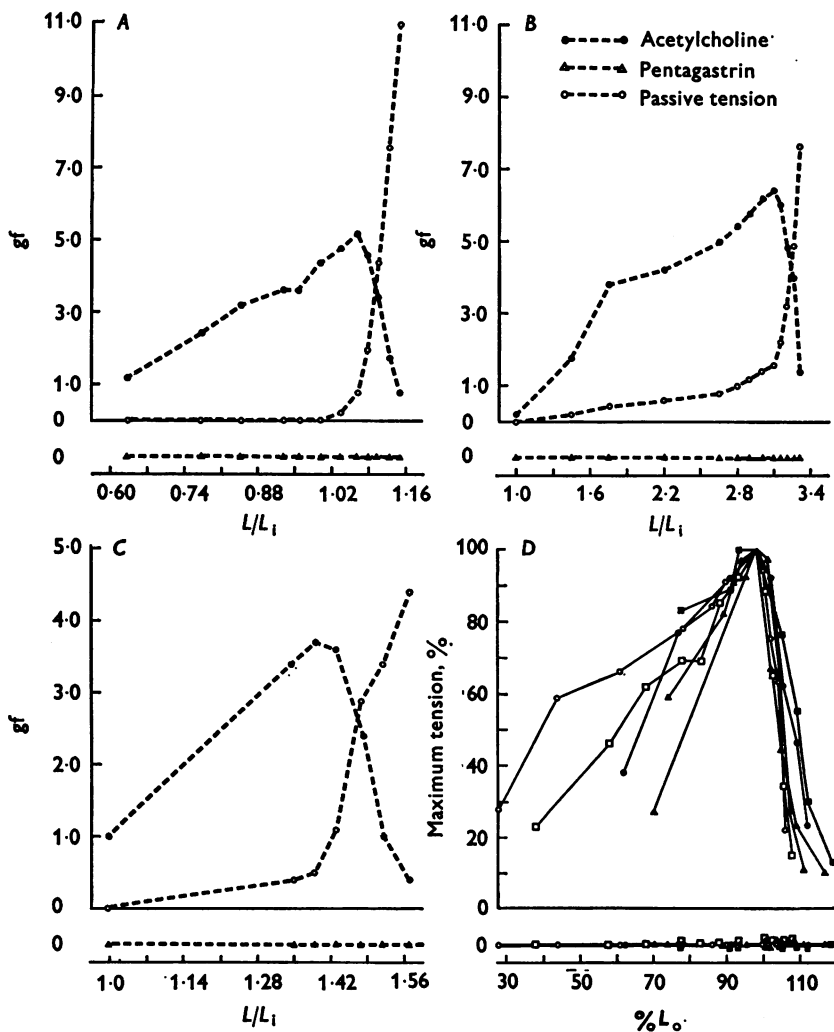 A
gf
11·0
9·0
7·0
5·0
3·0
1·0
0
0
0·60 0·74 0·88 1·02 1·16
L/Li
B
Acetylcholine
Pentagastrin
Passive tension
gf
11·0
9·0
7·0
5·0
3·0
1·0
0
0
1·0 1·6 2·2 2·8 3·4
L/Li
C
gf
5·0
4·0
3·0
2·0
1·0
0
0
1·0 1·14 1·28 1·42 1·56
L/Li
D
Maximum tension, %
100
80
60
40
20
0
0
30 50 70 90 110
%Lo